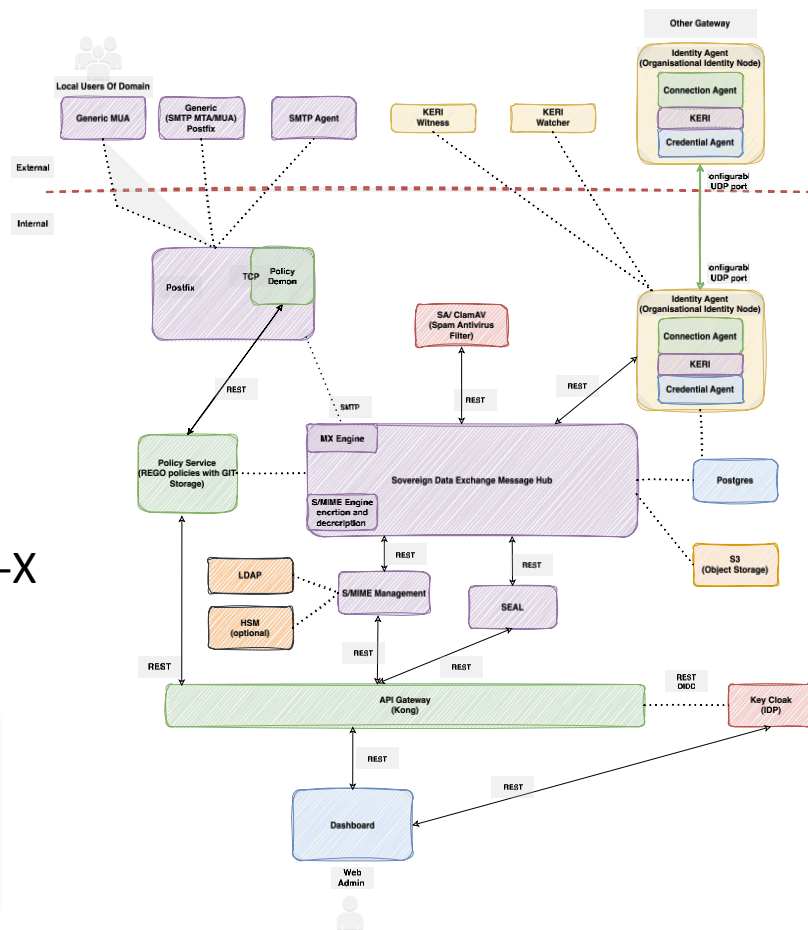 Other Gateway
Identity Agent
(Organisational Identity Node)
Connection Agent
KERI
Credential Agent
Local Users Of Domain
Generic MUA
Generic
(SMTP MTA/MUA)
Postfix
SMTP Agent
KERI
Witness
KERI
Watcher
External
onfigurabl
UDP port
Internal
Postfix
TCP
Policy
Demon
onfigurabl
UDP port
Identity Agent
(Organisational Identity Node)
Connection Agent
KERI
Credential Agent
SA/ ClamAV
(Spam Antivirus
Filter)
REST
REST
REST
SMTP
MX Engine
Sovereign Data Exchange Message Hub
S/MIME Engine
encrtion and
decrcription
Policy Service
(REGO policies with GIT
Storage)
Postgres
S3
(Object Storage)
REST
REST
-X
LDAP
HSM
(optional)
S/MIME Management
SEAL
REST
REST
REST
REST
DIDC
API Gateway
(Kong)
Key Cloak
(IDP)
REST
REST
Dashboard
Web
Admin